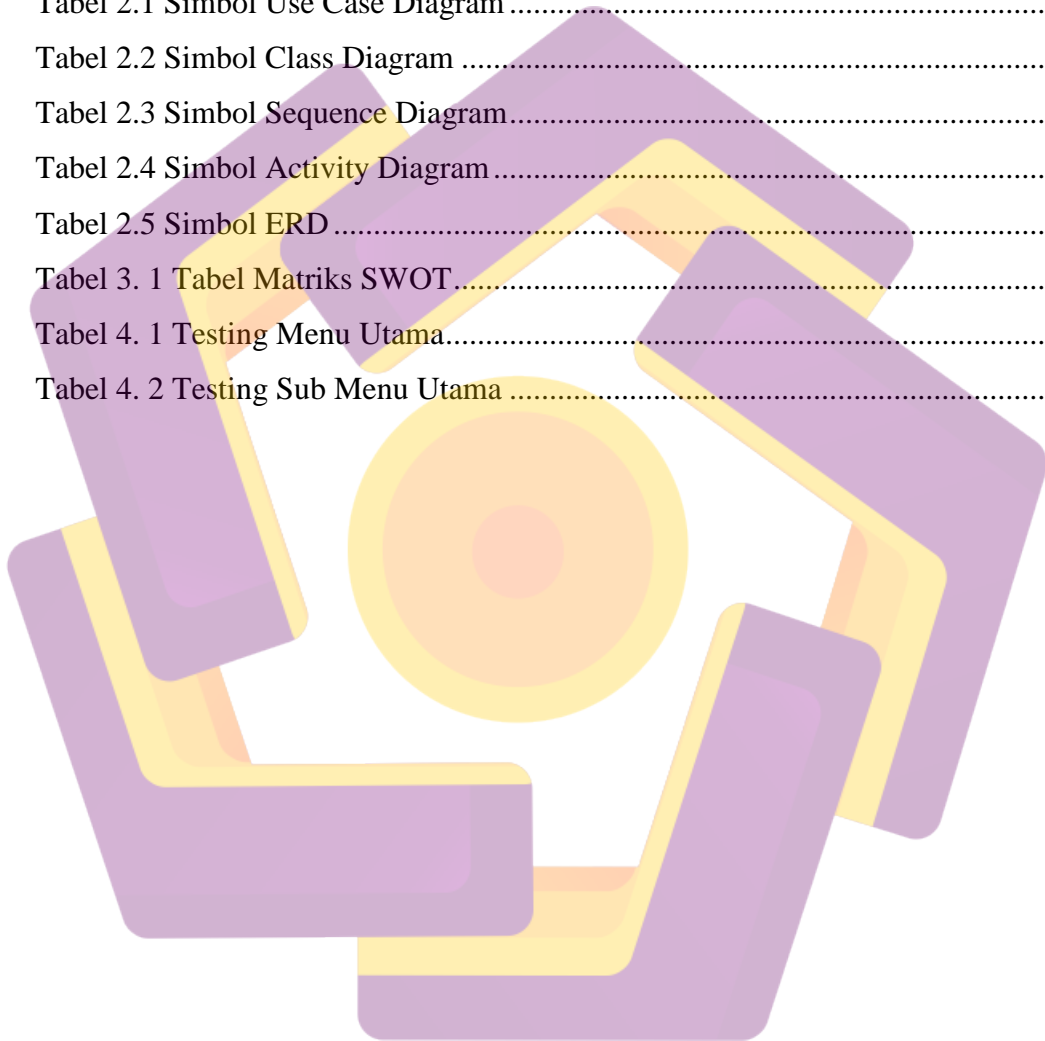 Tabel 2.1 Simbol Use Case Diagram ....................................................................
Tabel 2.2 Simbol Class Diagram ..........................................................................
Tabel 2.3 Simbol Sequence Diagram....................................................................
Tabel 2.4 Simbol Activity Diagram......................................................................
Tabel 2.5 Simbol ERD ..........................................................................................
Tabel 3. 1 Tabel Matriks SWOT...........................................................................
Tabel 4. 1 Testing Menu Utama............................................................................
Tabel 4. 2 Testing Sub Menu Utama ....................................................................